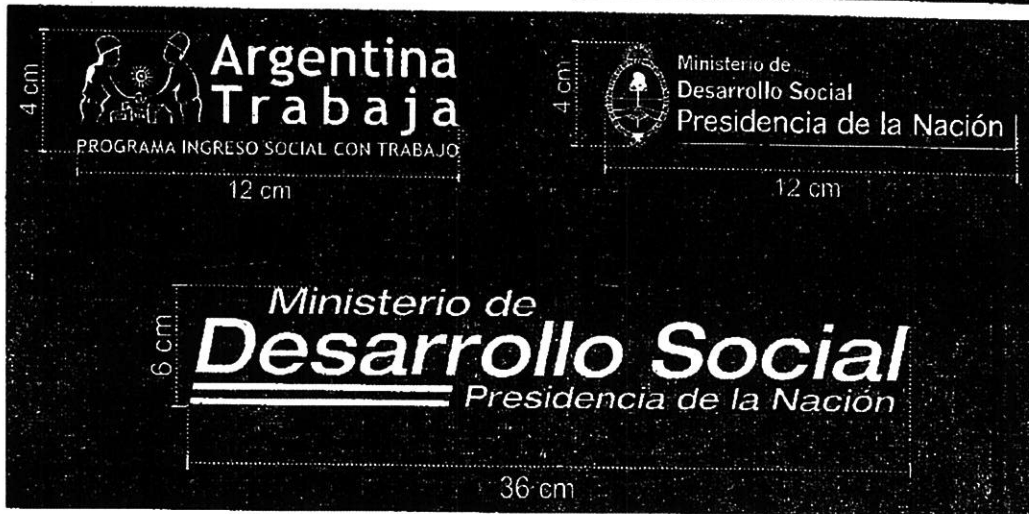 4 cm
Argentina
Trabaja
PROGRAMA INGRESO SOCIAL CON TRABAJO
12 cm
4 cm
Ministerio de
Desarrollo Social
Presidencia de la Nación
12 cm
6 cm
Ministerio de
Desarrollo Social
Presidencia de la Nación
36 cm